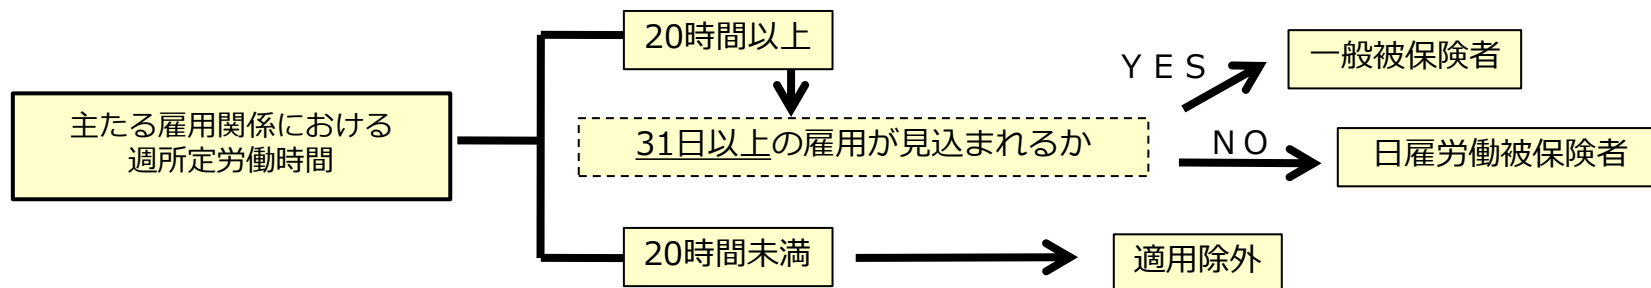 主たる雇用関係における
週所定労働時間
20時間以上
31日以上の雇用が見込まれるか
ＹＥＳ
一般被保険者
ＮＯ
日雇労働被保険者
20時間未満
適用除外